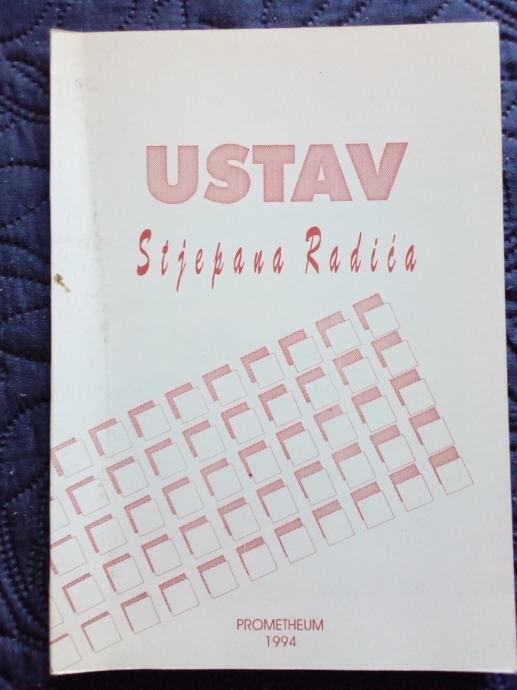 USTAV
Stjepana Radića
PROMETHEUM
1994